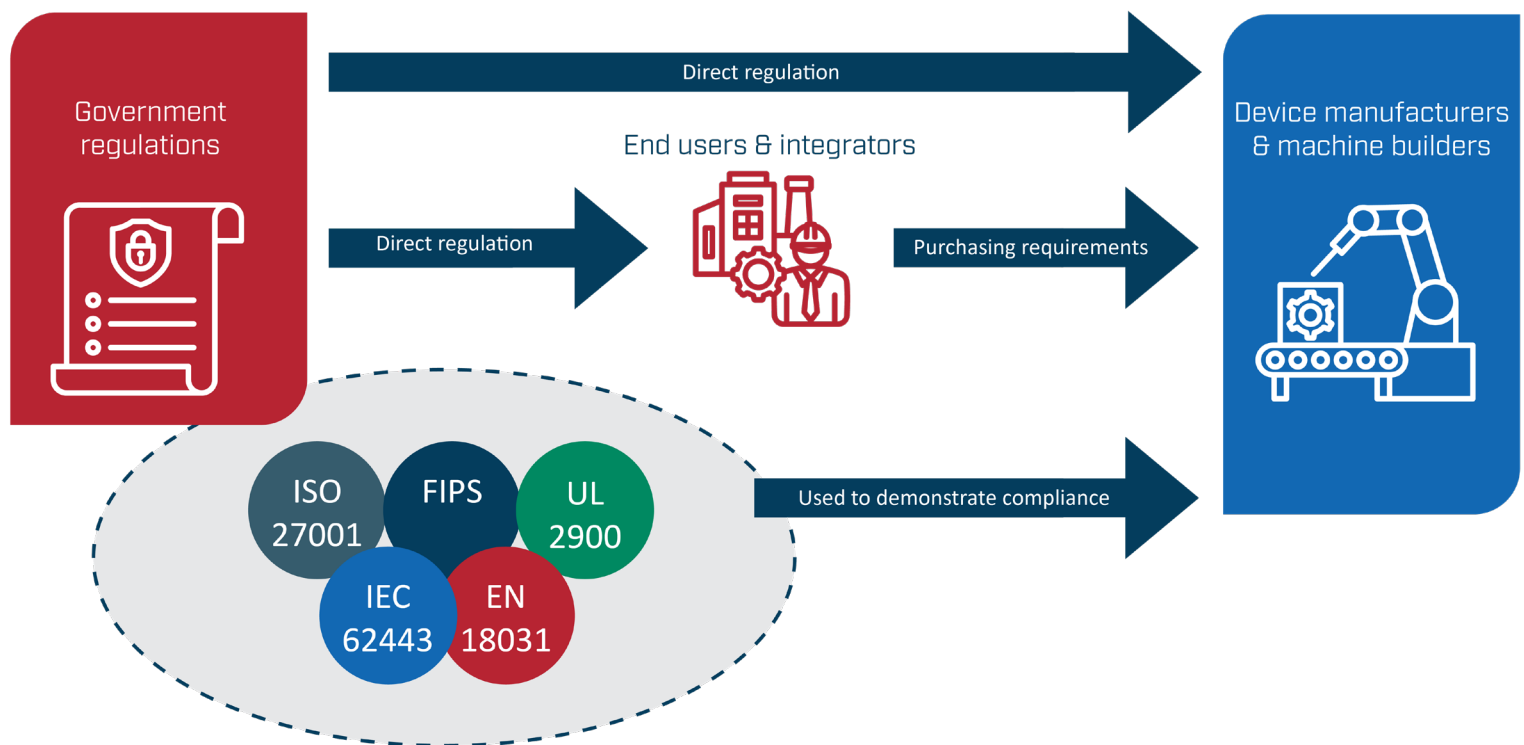 Government
regulations
Direct regulation
Device manufacturers
& machine builders
End users & integrators
Direct regulation
Purchasing requirements
ISO
27001
FIPS
UL
2900
IEC
62443
EN
18031
Used to demonstrate compliance